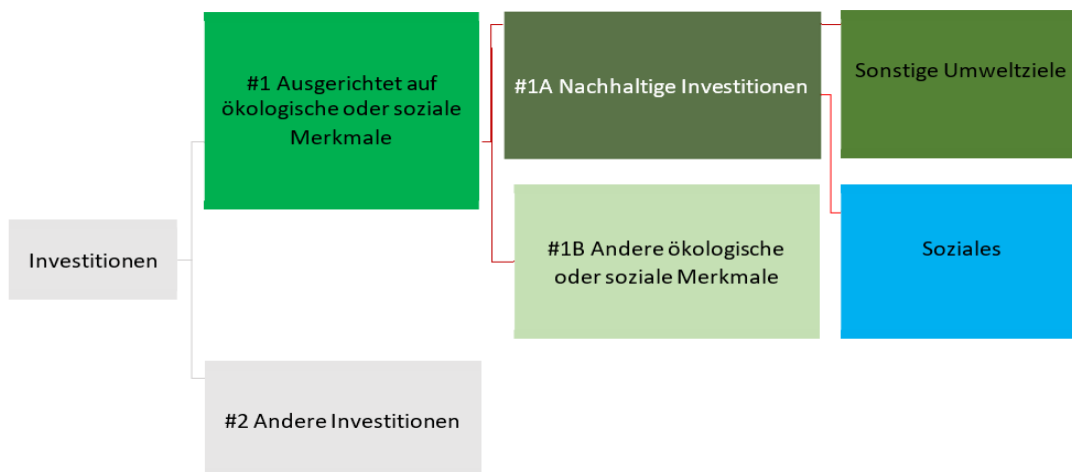 #1 Ausgerichtet auf
ökologische oder soziale
Merkmale
#1A Nachhaltige Investitionen
Sonstige Umweltziele
Investitionen
#1B Andere ökologische
oder soziale Merkmale
Soziales
#2 Andere Investitionen